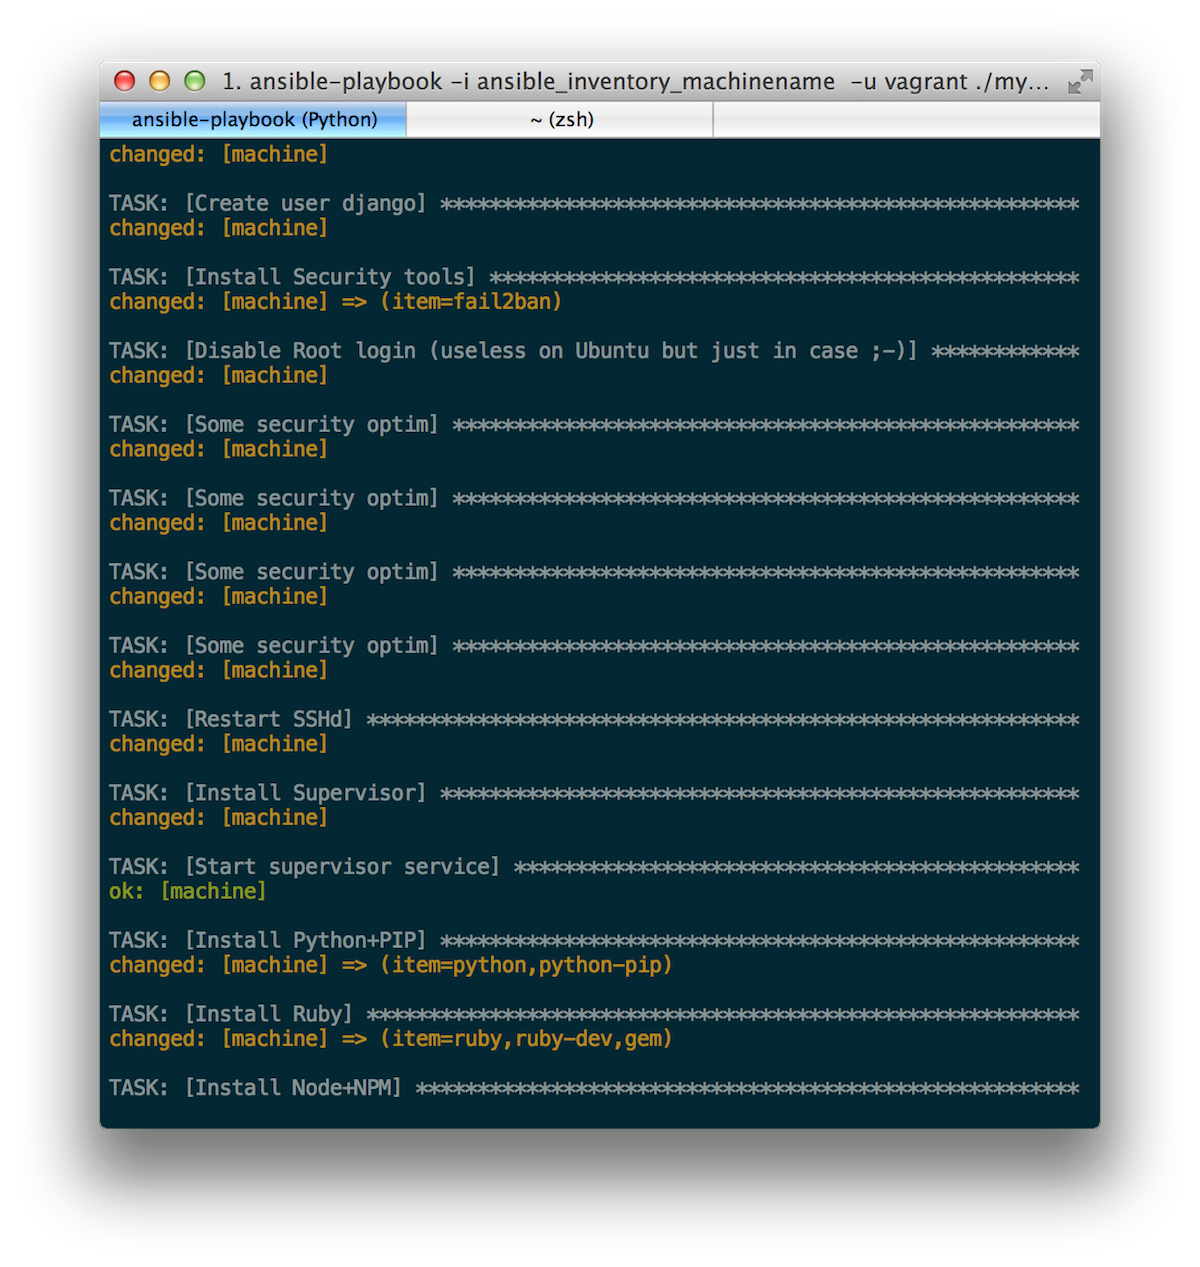 1. ansible-playbook -i ansible_inventory_machinename -u vagrant ./my...
ansible-playbook (Python)
~ (zsh)
changed: [machine]
TASK: [Create user django] ****************************************************
changed: [machine]
TASK: [Install Security tools] ************************************************
changed: [machine] => (item=fail2ban)
TASK: [Disable Root login (useless on Ubuntu but just in case ;-)] ************
changed: [machine]
TASK: [Some security optim] ***************************************************
changed: [machine]
TASK: [Some security optim] ***************************************************
changed: [machine]
TASK: [Some security optim] ***************************************************
changed: [machine]
TASK: [Some security optim] ***************************************************
changed: [machine]
TASK: [Restart SSHd] **********************************************************
changed: [machine]
TASK: [Install Supervisor] ****************************************************
changed: [machine]
TASK: [Start supervisor service] **********************************************
ok: [machine]
TASK: [Install Python+PIP] ****************************************************
changed: [machine] => (item=python,python-pip)
TASK: [Install Ruby] **********************************************************
changed: [machine] => (item=ruby,ruby-dev,gem)
TASK: [Install Node+NPM] ******************************************************